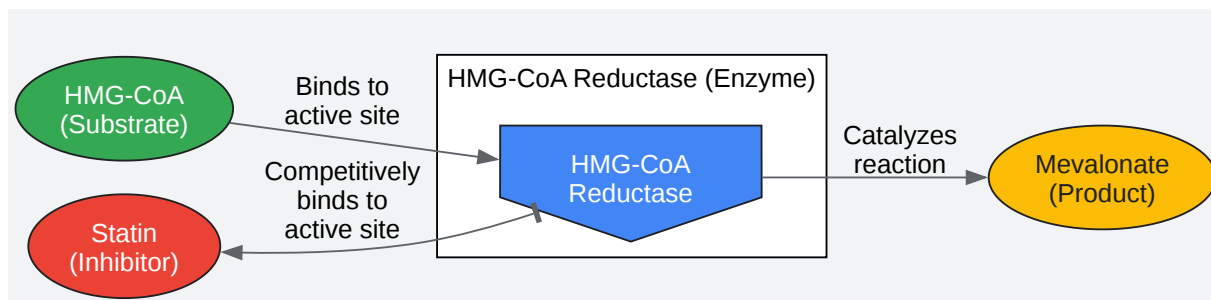 HMG-CoA
(Substrate)
Binds to
active site
HMG-CoA Reductase (Enzyme)
HMG-CoA
Reductase
Catalyzes
reaction
Mevalonate
(Product)
Competitively
binds to
active site
Statin
(Inhibitor)